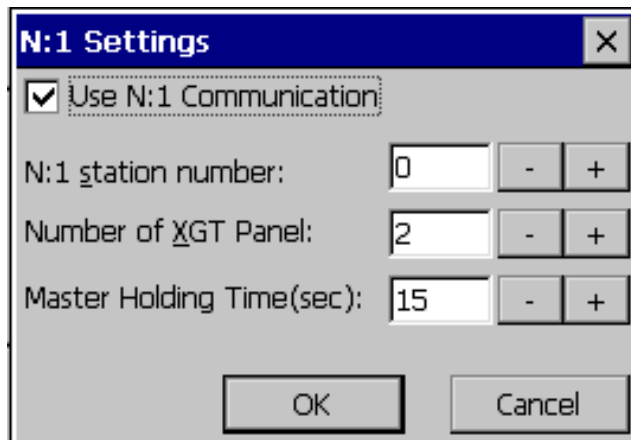 N:1 Settings
Use N:1 Communication
N:1 station number: 0 - +
Number of XGT Panel: 2 - +
Master Holding Time(sec): 15 - +
OK Cancel